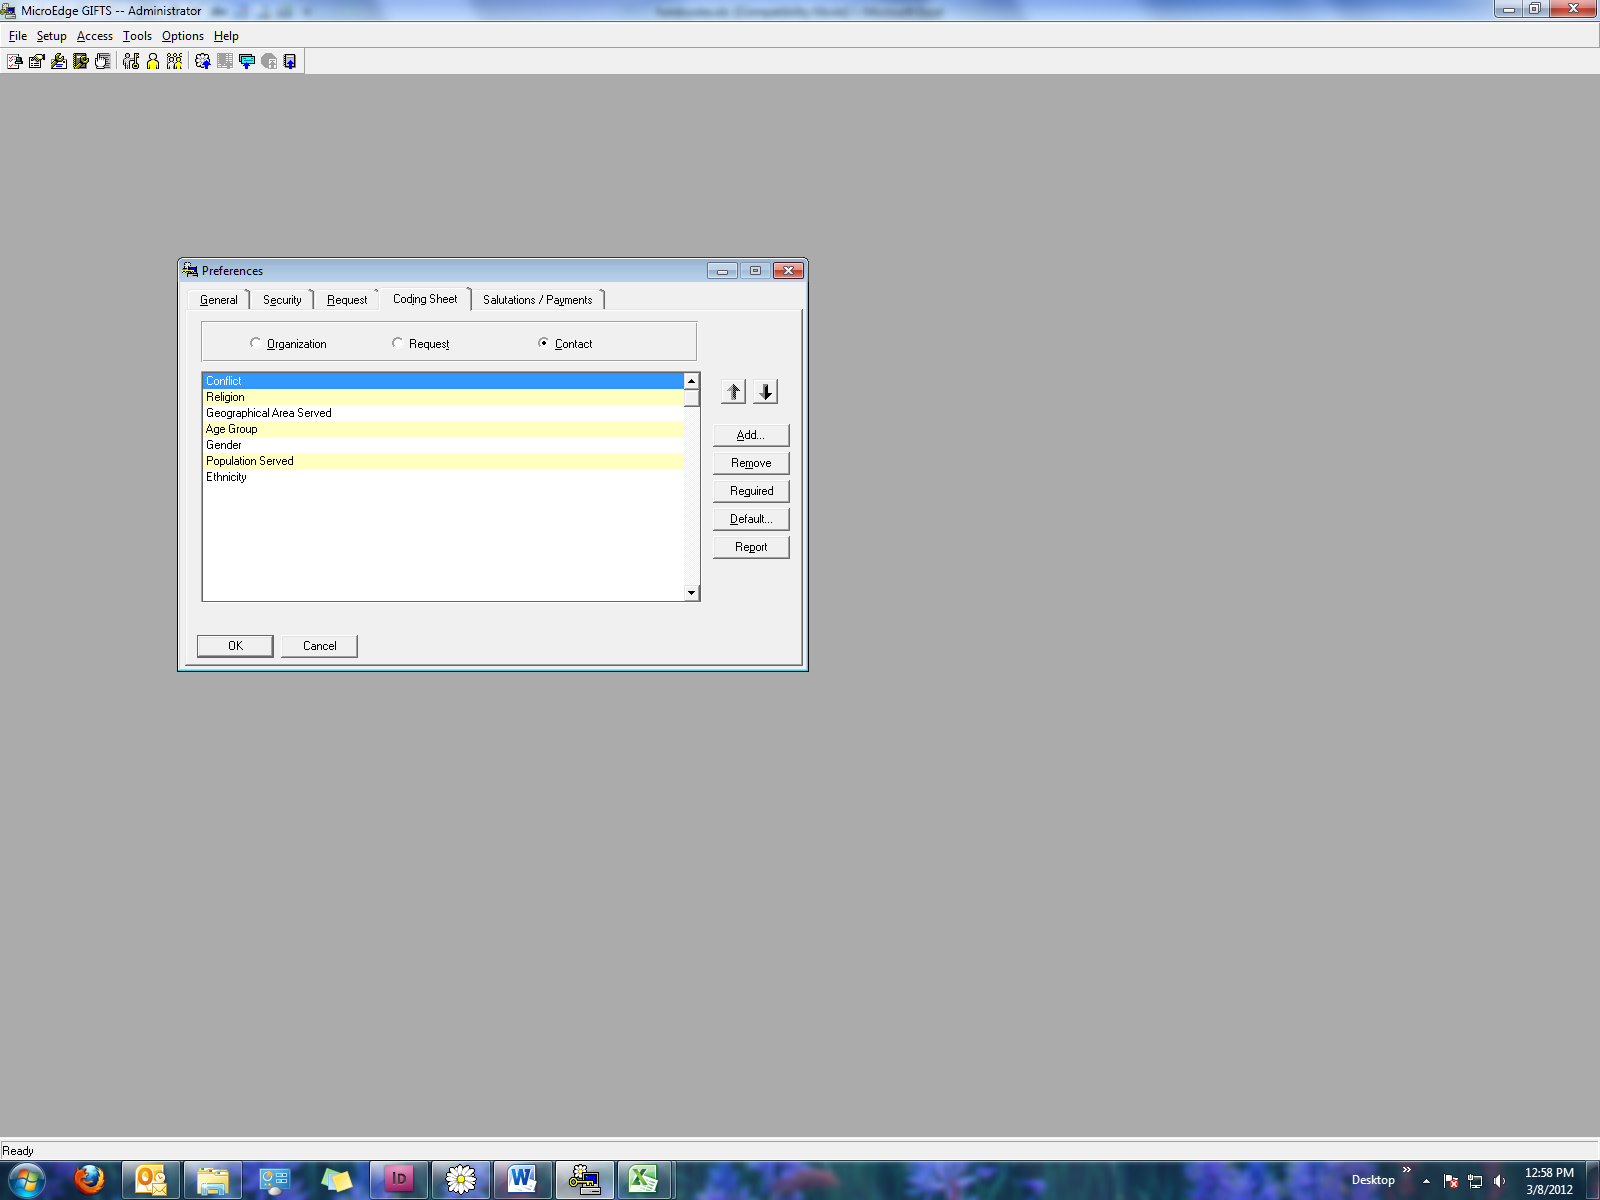 MicroEdge GIFTS -- Administrator
File Setup Access Tools Options Help
Preferences
General Security Request Coding Sheet Salutations / Payments
Organization Request Contact
Conflict
Religion
Geographical Area Served
Age Group
Gender
Population Served
Ethnicity
Add...
Remove
Required
Default...
Report
OK Cancel
Ready
Desktop
12:58 PM
3/8/2012